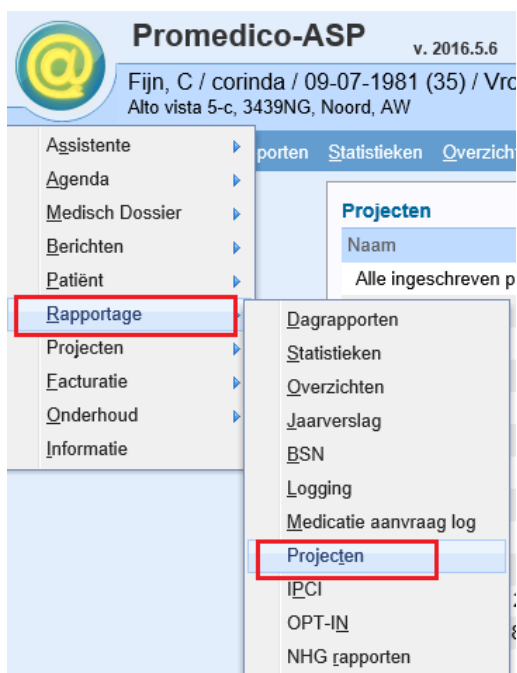 Promedico-ASP v. 2016.5.6
Fijn, C / corinda / 09-07-1981 (35) / Vro
Alto vista 5-c, 3439NG, Noord, AW
Assistente
Agenda
Medisch Dossier
Berichten
Patiënt
Rapportage
Projecten
Facturatie
Onderhoud
Informatie
porten Statistieken Overzich
Projecten
Naam
Alle ingeschreven p
Dagrapporten
Statistieken
Overzichten
Jaarverslag
BSN
Logging
Medicatie aanvraag log
Projecten
IPCI
OPT-IN
NHG rapporten